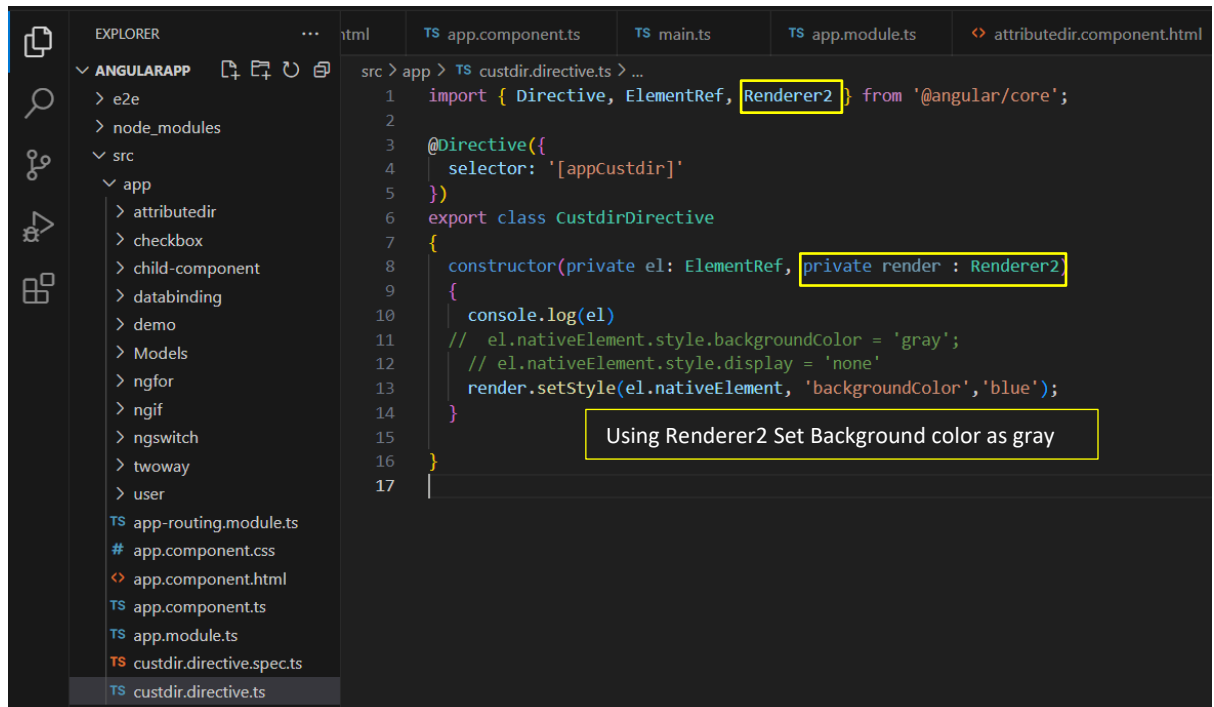 EXPLORER ... html TS app.component.ts TS main.ts TS app.module.ts <> attributedir.component.html
ANGULARAPP
src > app > TS custdir.directive.ts > ...
e2e
node_modules
src
app
attributedir
checkbox
child-component
databinding
demo
Models
ngfor
ngif
ngswitch
twoway
user
TS app-routing.module.ts
# app.component.css
<> app.component.html
TS app.component.ts
TS app.module.ts
TS custdir.directive.spec.ts
TS custdir.directive.ts
1 import { Directive, ElementRef, Renderer2 } from '@angular/core';
2
3 @Directive({
4 selector: '[appCustdir]'
5 })
6 export class CustdirDirective
7 {
8 constructor(private el: ElementRef, private render : Renderer2)
9 {
10 console.log(el)
11 // el.nativeElement.style.backgroundColor = 'gray';
12 // el.nativeElement.style.display = 'none'
13 render.setStyle(el.nativeElement, 'backgroundColor','blue');
14 }
15
16 }
17
Using Renderer2 Set Background color as gray